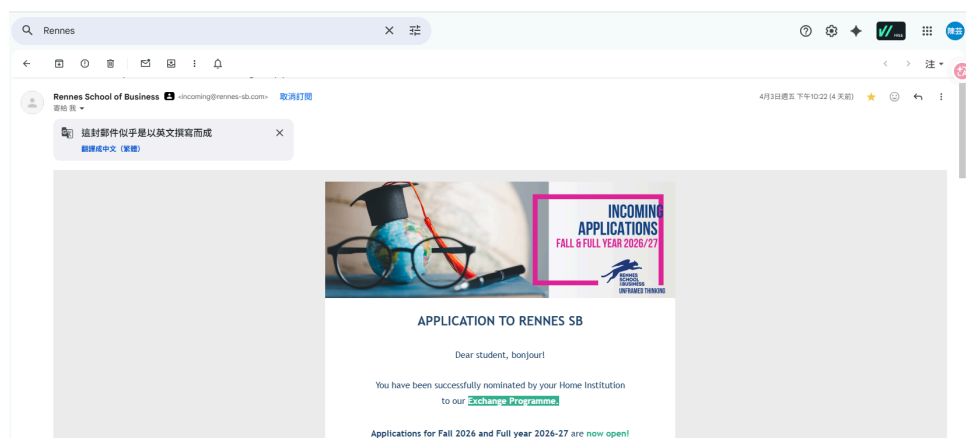 Rennes
FREE
陳芸
注
Rennes School of Business <incoming@rennes-sb.com> 取消訂閱
寄給 我
4月3日週五 下午10:22 (4 天前)
這封郵件似乎是以英文撰寫而成
翻譯成中文（繁體）
INCOMING
APPLICATIONS
FALL & FULL YEAR 2026/27
RENNES
SCHOOL
OF BUSINESS
UNFRAMED THINKING
APPLICATION TO RENNES SB
Dear student, bonjour!
You have been successfully nominated by your Home Institution
to our Exchange Programme.
Applications for Fall 2026 and Full year 2026-27 are now open!